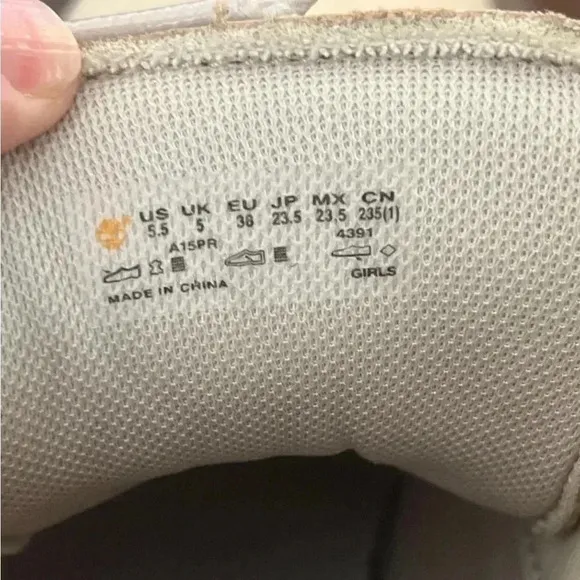 US UK EU JP MX CN
5.5 5 38 23.5 23.5 235(1)
A15PR 4391
GIRLS
MADE IN CHINA